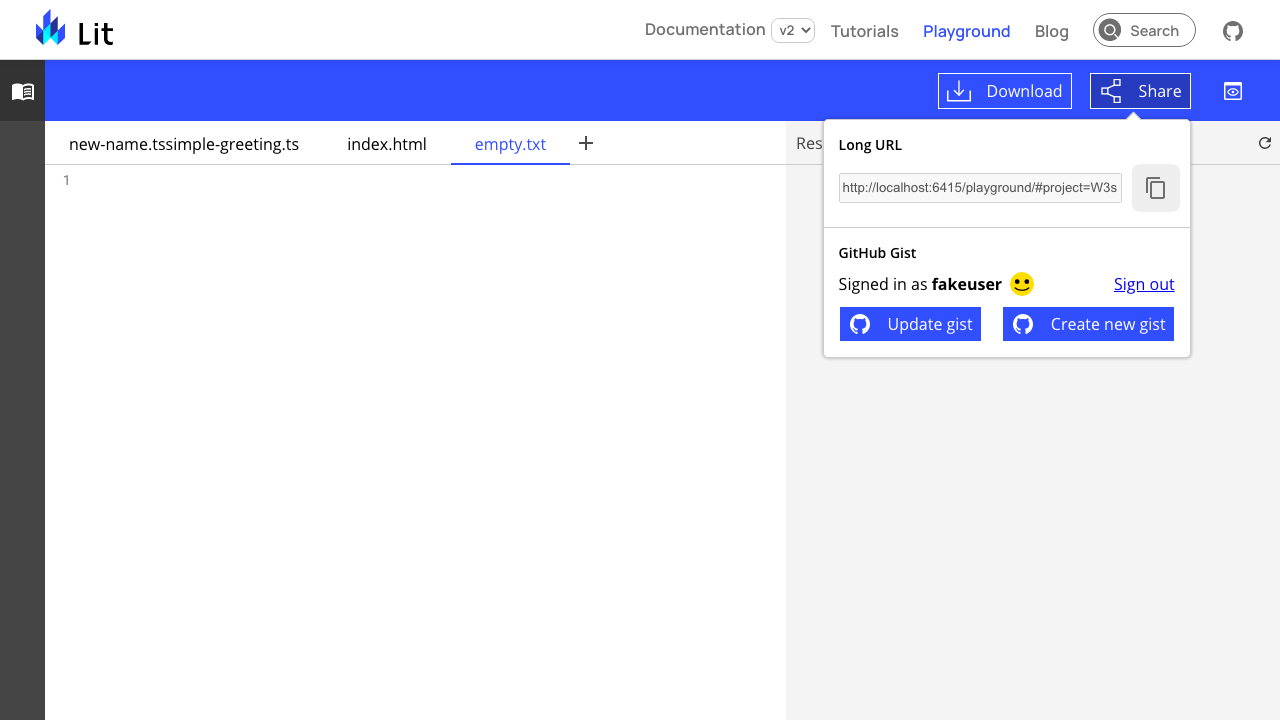 Lit
Documentation v2 Tutorials Playground Blog Search
Download Share
new-name.tssimple-greeting.ts index.html empty.txt
Res
1
Long URL
http://localhost:6415/playground/#project=W3s
GitHub Gist
Signed in as fakeuser Sign out
Update gist Create new gist